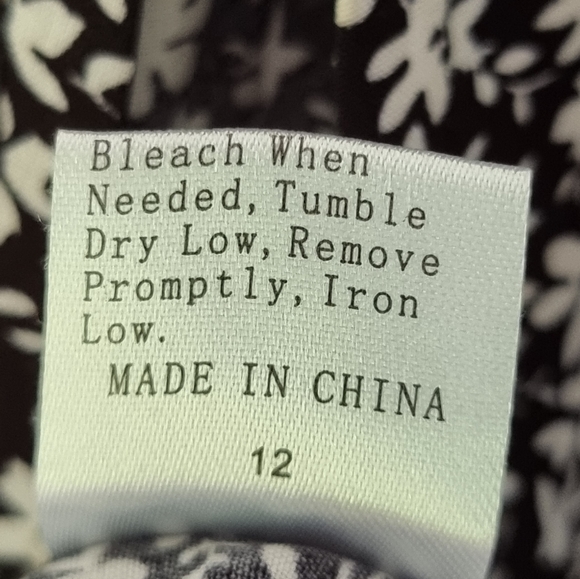 Bleach When
Needed, Tumble
Dry Low, Remove
Promptly, Iron
Low.
MADE IN CHINA
12